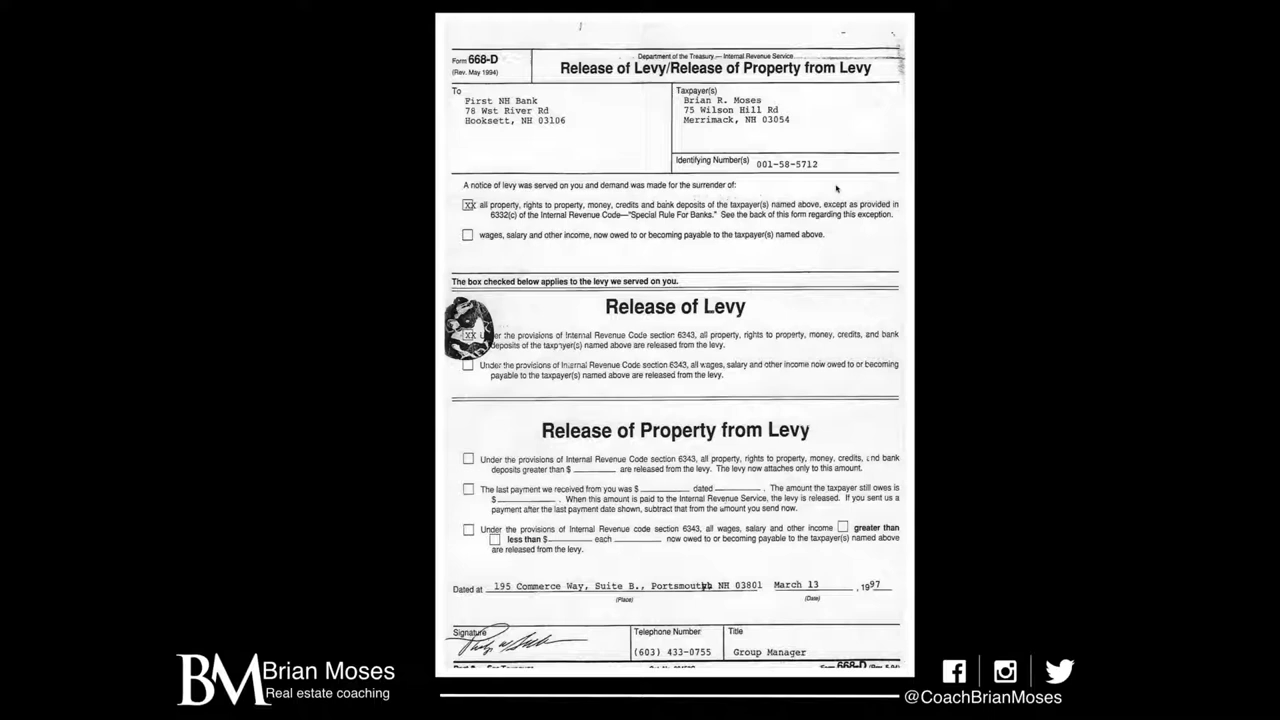 Form 668-D
(Rev. May 1994)
Department of the Treasury — Internal Revenue Service
Release of Levy/Release of Property from Levy
To
First NH Bank
78 Wst River Rd
Hooksett, NH 03106
Taxpayer(s)
Brian R. Moses
75 Wilson Hill Rd
Merrimack, NH 03054
Identifying Number(s) 001-58-5712
A notice of levy was served on you and demand was made for the surrender of:
xx all property, rights to property, money, credits and bank deposits of the taxpayer(s) named above, except as provided in
6332(c) of the Internal Revenue Code—"Special Rule For Banks." See the back of this form regarding this exception.
wages, salary and other income, now owed to or becoming payable to the taxpayer(s) named above.
The box checked below applies to the levy we served on you.
Release of Levy
xx Under the provisions of Internal Revenue Code section 6343, all property, rights to property, money, credits, and bank
deposits of the taxpayer(s) named above are released from the levy.
Under the provisions of Internal Revenue Code section 6343, all wages, salary and other income now owed to or becoming
payable to the taxpayer(s) named above are released from the levy.
Release of Property from Levy
Under the provisions of Internal Revenue Code section 6343, all property, rights to property, money, credits, and bank
deposits greater than $ ________ are released from the levy. The levy now attaches only to this amount.
The last payment we received from you was $ ________ dated ________. The amount the taxpayer still owes is
$ ________. When this amount is paid to the Internal Revenue Service, the levy is released. If you sent us a
payment after the last payment date shown, subtract that from the amount you send now.
Under the provisions of Internal Revenue code section 6343, all wages, salary and other income greater than
less than $ ________ each ________ now owed to or becoming payable to the taxpayer(s) named above
are released from the levy.
Dated at 195 Commerce Way, Suite B., Portsmouth NH 03801 March 13, 1997
(Place) (Date)
Signature
Telephone Number
(603) 433-0755
Title
Group Manager
Form 668-D
BM Brian Moses
Real estate coaching
@CoachBrianMoses